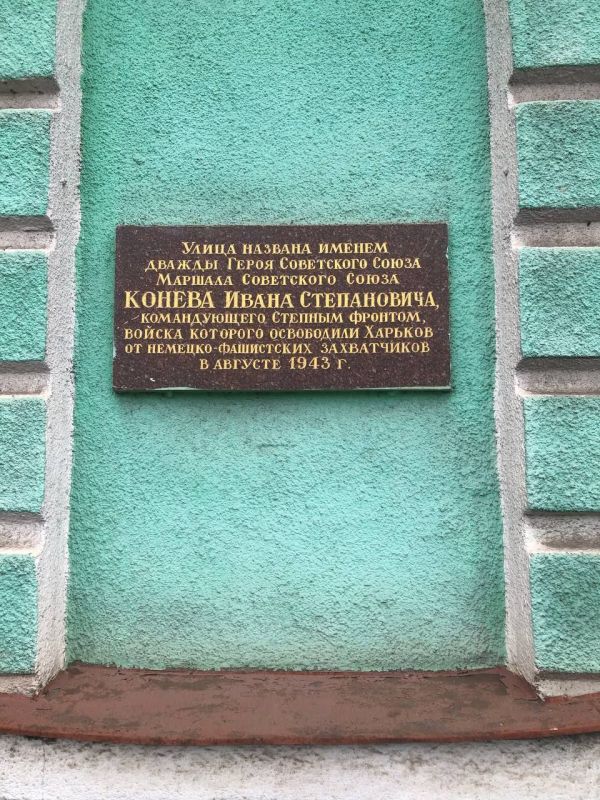 Улица названа именем
дважды Героя Советского Союза
Маршала Советского Союза
КОНЕВА Ивана Степановича,
командующего Степным фронтом,
войска которого освободили Харьков
от немецко-фашистских захватчиков
в августе 1943 г.